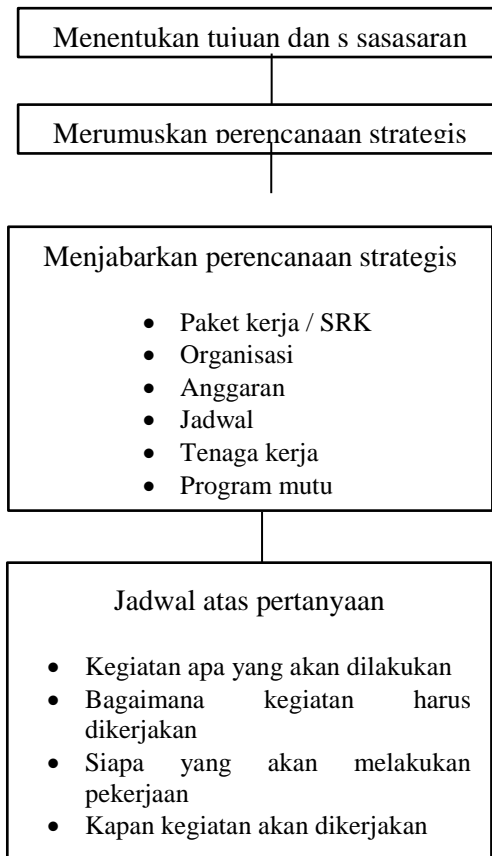 Menentukan tujuan dan s sasasaran
Merumuskan perencanaan strategis
Menjabarkan perencanaan strategis
• Paket kerja / SRK
• Organisasi
• Anggaran
• Jadwal
• Tenaga kerja
• Program mutu
Jadwal atas pertanyaan
• Kegiatan apa yang akan dilakukan
• Bagaimana kegiatan harus
dikerjakan
• Siapa yang akan melakukan
pekerjaan
• Kapan kegiatan akan dikerjakan